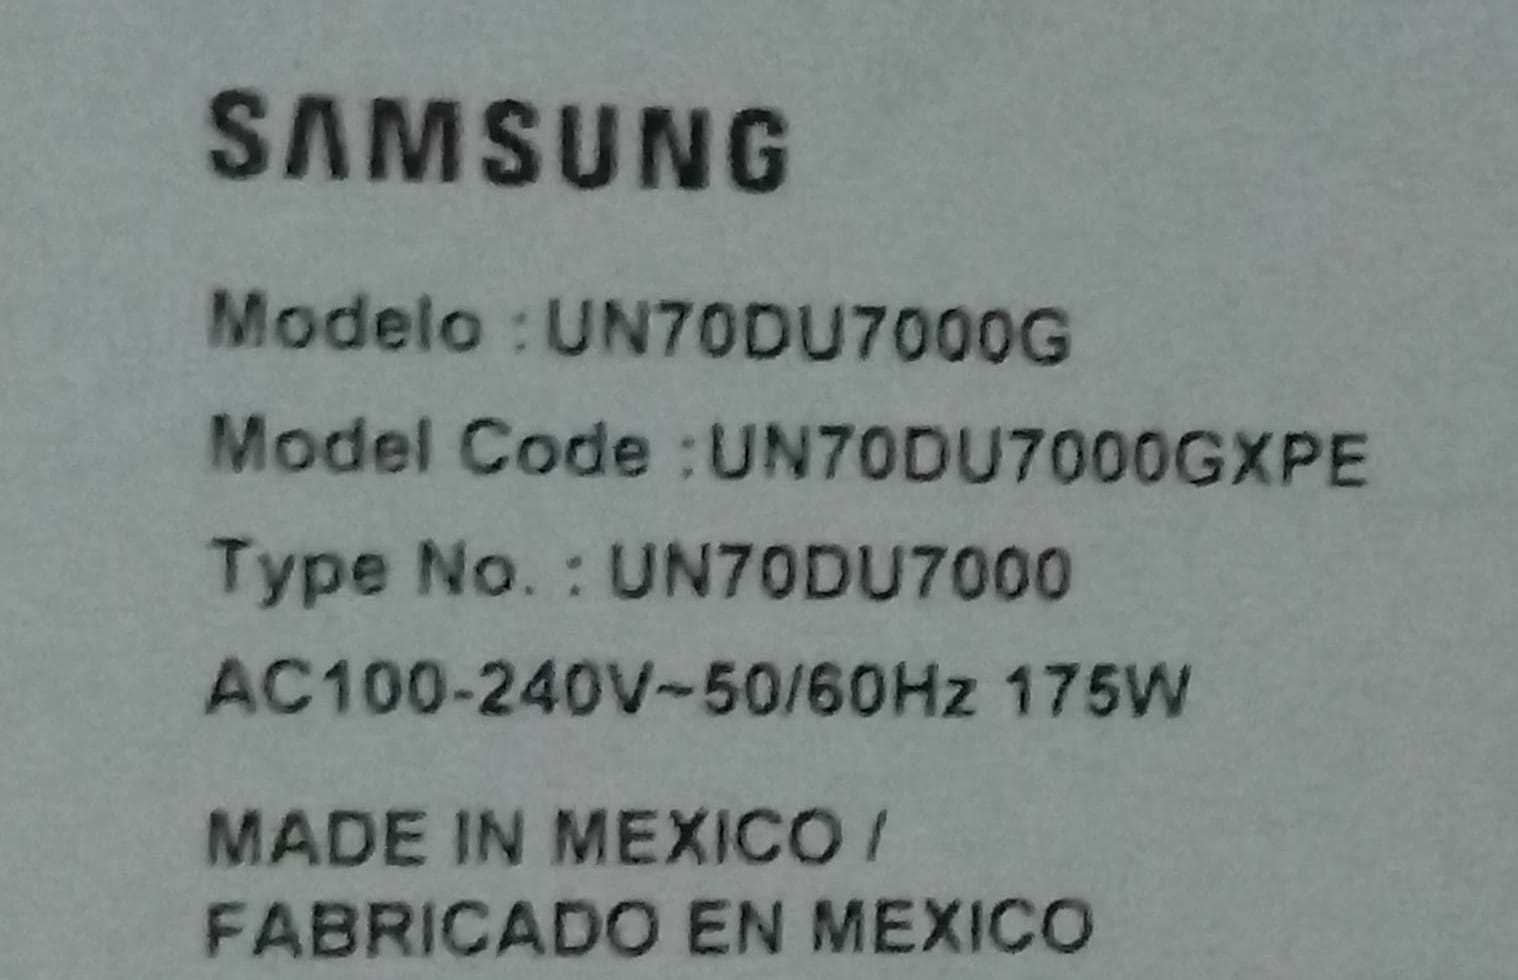 SAMSUNG
Modelo : UN70DU7000G
Model Code :UN70DU7000GXPE
Type No. : UN70DU7000
AC100-240V~50/60Hz 175W
MADE IN MEXICO /
FABRICADO EN MEXICO